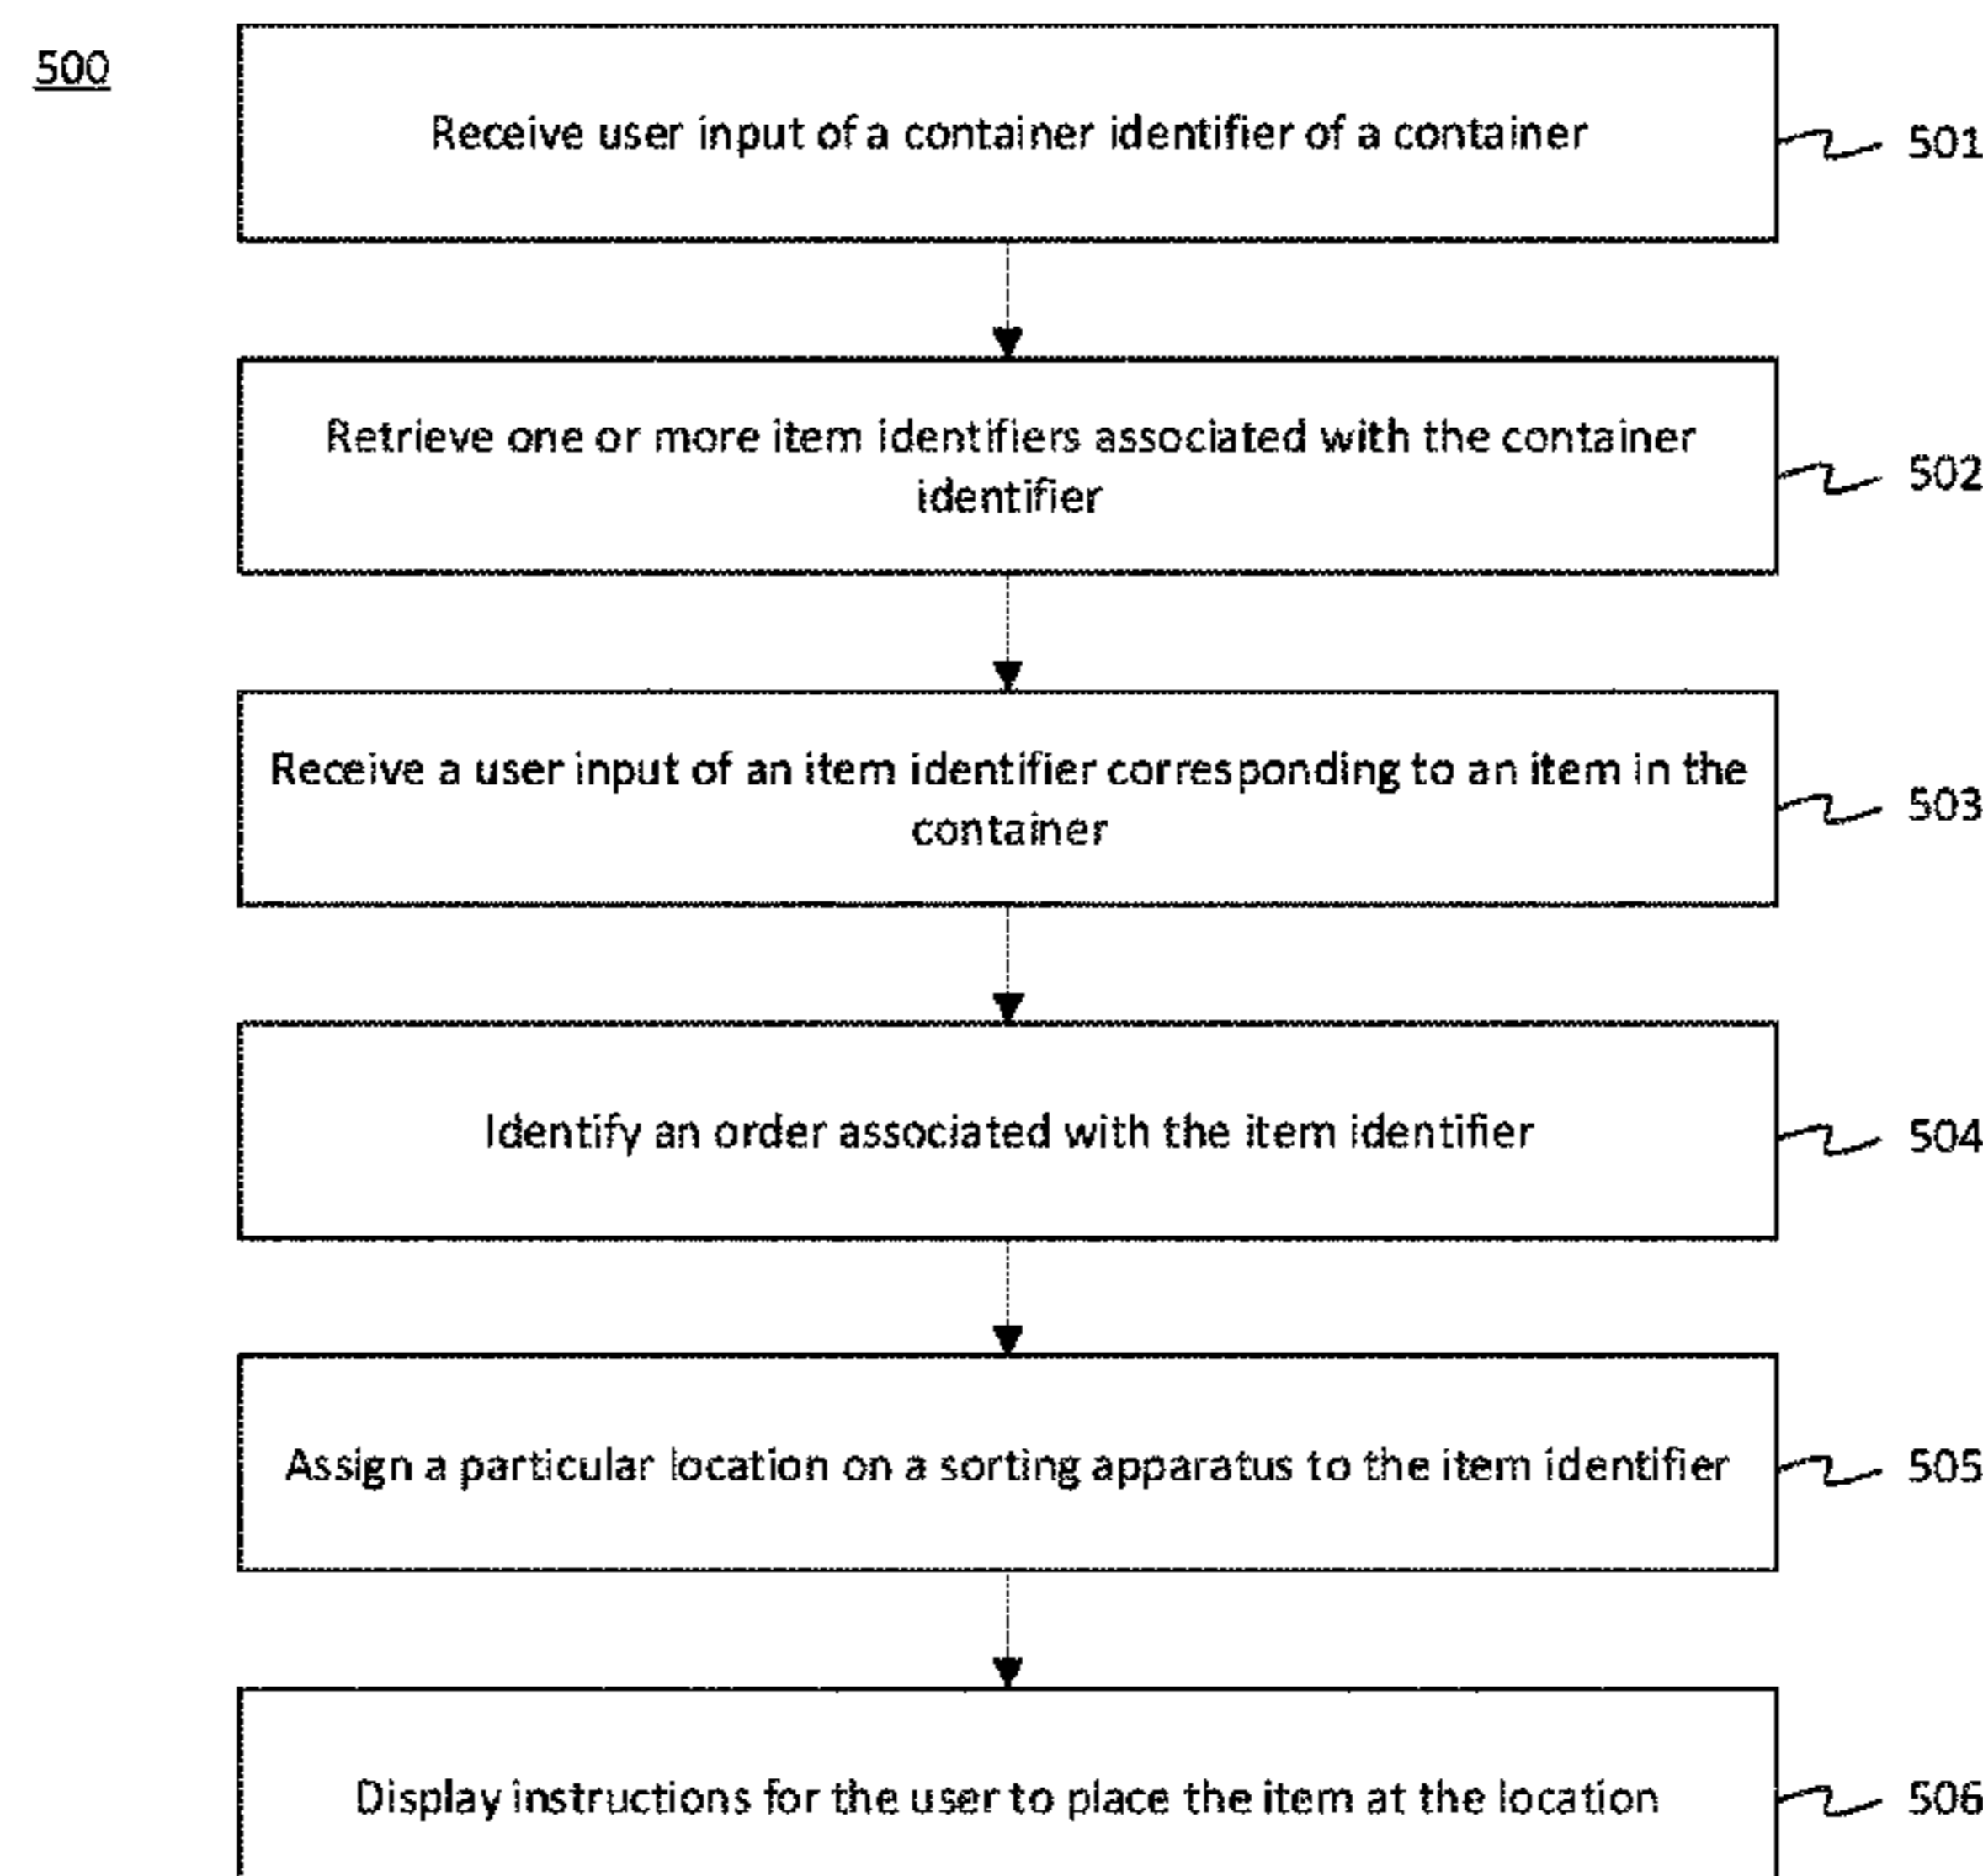 500
Receive user input of a container identifier of a container
501
Retrieve one or more item identifiers associated with the container
identifier
502
Receive a user input of an item identifier corresponding to an item in the
container
503
Identify an order associated with the item identifier
504
Assign a particular location on a sorting apparatus to the item identifier
505
Display instructions for the user to place the item at the location
506